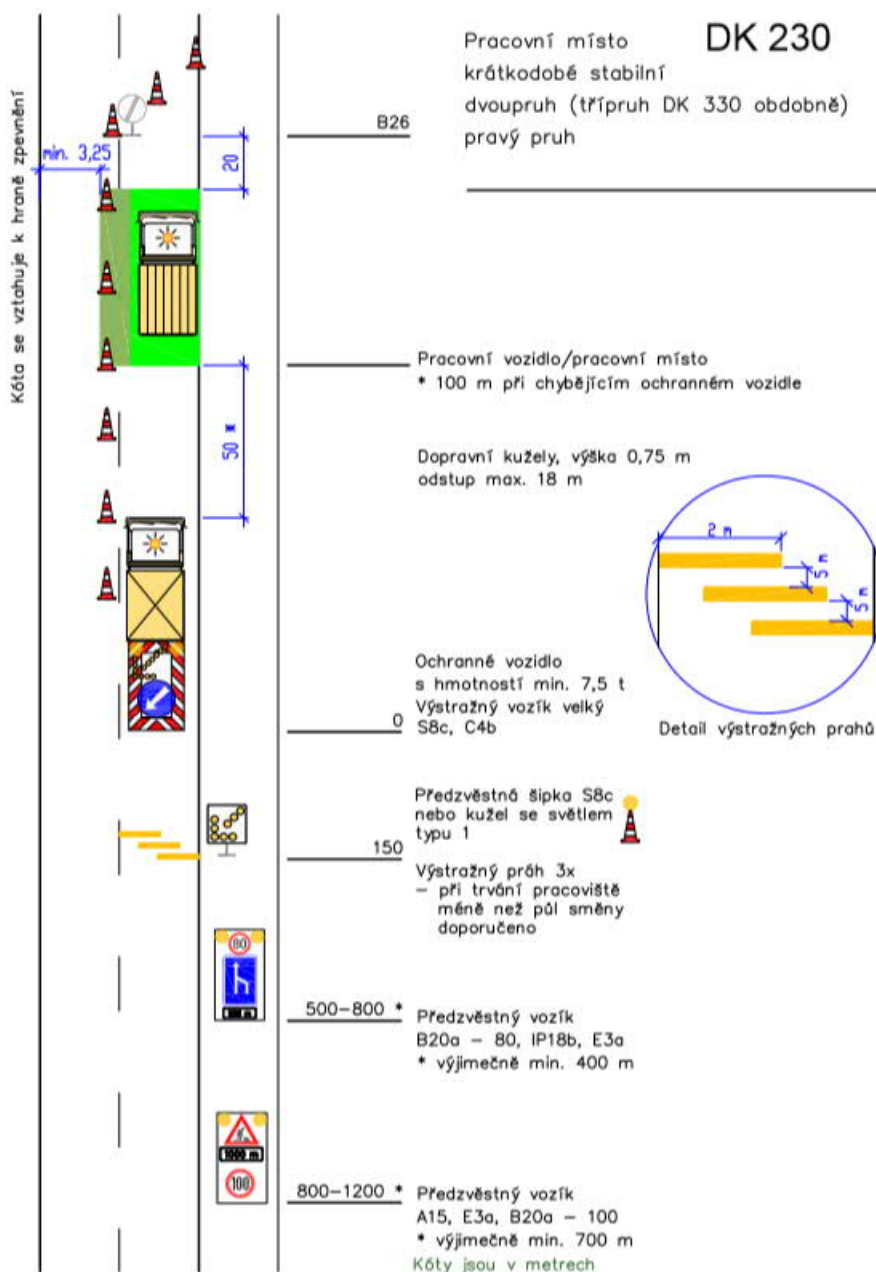 Pracovní místo DK 230
krátkodobé stabilní
dvoupruh (třípruh DK 330 obdobně)
pravý pruh
Kóta se vztahuje k hraně zpevnění
B26
min. 3,25
20
Pracovní vozidlo/pracovní místo
* 100 m při chybějícím ochranném vozidle
50 *
Dopravní kužely, výška 0,75 m
odstup max. 18 m
2 m
5 m
5 m
Detail výstražných prahů
Ochranné vozidlo
s hmotností min. 7,5 t
Výstražný vozík velký
0
S8c, C4b
Předzvěstná šipka S8c
nebo kužel se světlem
typu 1
150
Výstražný práh 3x
– při trvání pracoviště
méně než půl směny
doporučeno
80
500–800 *
Předzvěstný vozík
B20a – 80, IP18b, E3a
* výjimečně min. 400 m
1000 m
100
800–1200 *
Předzvěstný vozík
A15, E3a, B20a – 100
* výjimečně min. 700 m
Kóty jsou v metrech